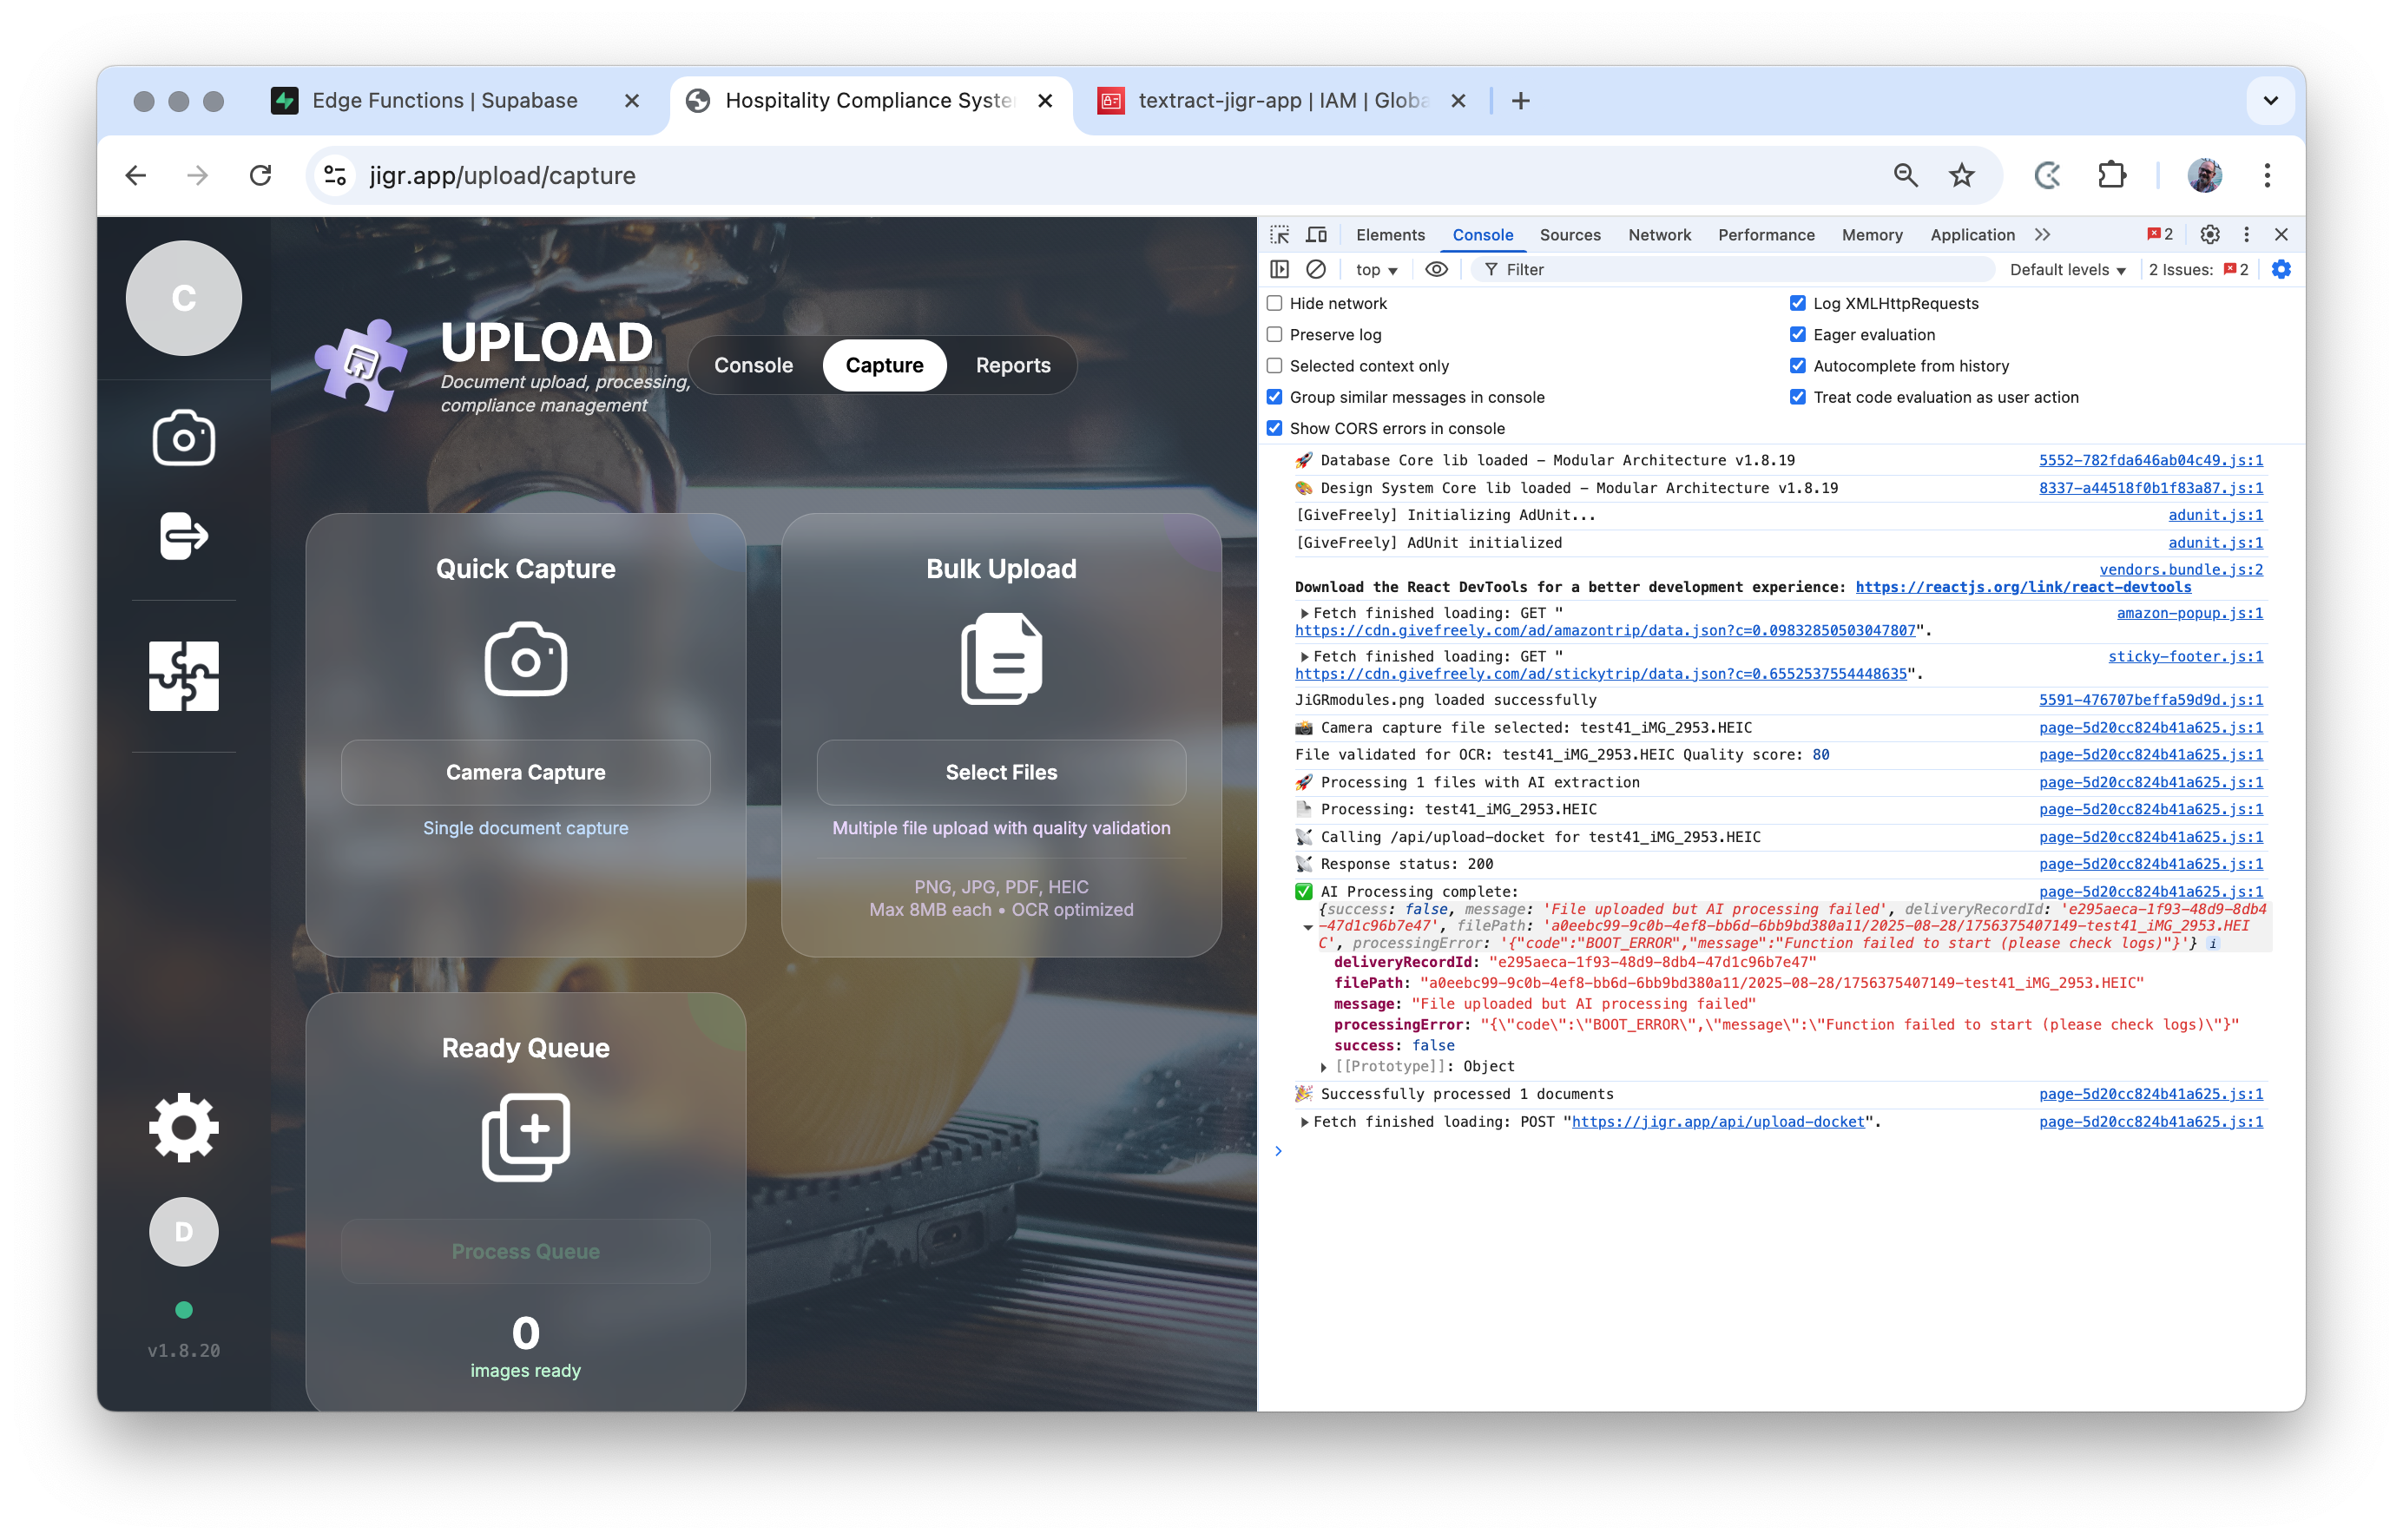 Edge Functions | Supabase
Hospitality Compliance Syste
textract-jigr-app | IAM | Globa
jigr.app/upload/capture
C
UPLOAD
Document upload, processing,
compliance management
Console
Capture
Reports
Quick Capture
Camera Capture
Single document capture
Bulk Upload
Select Files
Multiple file upload with quality validation
PNG, JPG, PDF, HEIC
Max 8MB each • OCR optimized
Ready Queue
Process Queue
0
images ready
D
v1.8.20
Elements
Console
Sources
Network
Performance
Memory
Application
2
top
Filter
Default levels
2 Issues: 2
Hide network
Log XMLHttpRequests
Preserve log
Eager evaluation
Selected context only
Autocomplete from history
Group similar messages in console
Treat code evaluation as user action
Show CORS errors in console
🚀 Database Core lib loaded - Modular Architecture v1.8.19 5552-782fda646ab04c49.js:1
🎨 Design System Core lib loaded - Modular Architecture v1.8.19 8337-a44518f0b1f83a87.js:1
[GiveFreely] Initializing AdUnit... adunit.js:1
[GiveFreely] AdUnit initialized adunit.js:1
vendors.bundle.js:2
Download the React DevTools for a better development experience: https://reactjs.org/link/react-devtools
Fetch finished loading: GET " amazon-popup.js:1
https://cdn.givefreely.com/ad/amazontrip/data.json?c=0.09832850503047807".
Fetch finished loading: GET " sticky-footer.js:1
https://cdn.givefreely.com/ad/stickytrip/data.json?c=0.6552537554448635".
JiGRmodules.png loaded successfully 5591-476707beffa59d9d.js:1
📸 Camera capture file selected: test41_iMG_2953.HEIC page-5d20cc824b41a625.js:1
File validated for OCR: test41_iMG_2953.HEIC Quality score: 80 page-5d20cc824b41a625.js:1
🚀 Processing 1 files with AI extraction page-5d20cc824b41a625.js:1
📄 Processing: test41_iMG_2953.HEIC page-5d20cc824b41a625.js:1
📡 Calling /api/upload-docket for test41_iMG_2953.HEIC page-5d20cc824b41a625.js:1
📡 Response status: 200 page-5d20cc824b41a625.js:1
✅ AI Processing complete: page-5d20cc824b41a625.js:1
{success: false, message: 'File uploaded but AI processing failed', deliveryRecordId: 'e295aeca-1f93-48d9-8db4
-47d1c96b7e47', filePath: 'a0eebc99-9c0b-4ef8-bb6d-6bb9bd380a11/2025-08-28/1756375407149-test41_iMG_2953.HEI
C', processingError: '{"code":"BOOT_ERROR","message":"Function failed to start (please check logs)"}'} i
deliveryRecordId: "e295aeca-1f93-48d9-8db4-47d1c96b7e47"
filePath: "a0eebc99-9c0b-4ef8-bb6d-6bb9bd380a11/2025-08-28/1756375407149-test41_iMG_2953.HEIC"
message: "File uploaded but AI processing failed"
processingError: "{\"code\":\"BOOT_ERROR\",\"message\":\"Function failed to start (please check logs)\"}"
success: false
[[Prototype]]: Object
🎉 Successfully processed 1 documents page-5d20cc824b41a625.js:1
Fetch finished loading: POST "https://jigr.app/api/upload-docket". page-5d20cc824b41a625.js:1